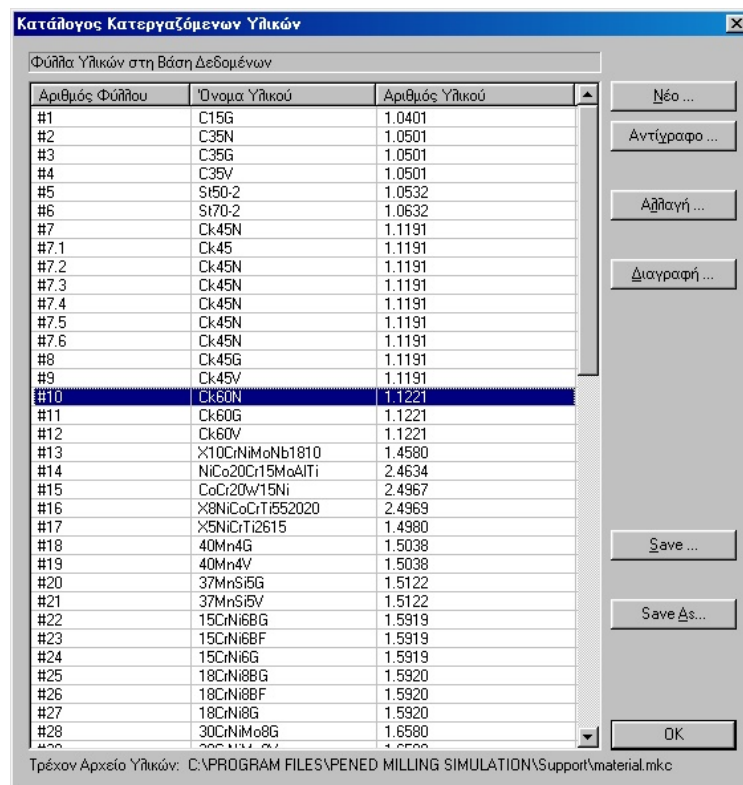 Κατάλογος Κατεργαζόμενων Υλικών
Φύλλα Υλικών στη Βάση Δεδομένων
Αριθμός Φύλλου Όνομα Υλικού Αριθμός Υλικού
#1 C15G 1.0401
#2 C35N 1.0501
#3 C35G 1.0501
#4 C35V 1.0501
#5 St50-2 1.0532
#6 St70-2 1.0632
#7 Ck45N 1.1191
#7.1 Ck45 1.1191
#7.2 Ck45N 1.1191
#7.3 Ck45N 1.1191
#7.4 Ck45N 1.1191
#7.5 Ck45N 1.1191
#7.6 Ck45N 1.1191
#8 Ck45G 1.1191
#9 Ck45V 1.1191
#10 Ck60N 1.1221
#11 Ck60G 1.1221
#12 Ck60V 1.1221
#13 X10CrNiMoNb1810 1.4580
#14 NiCo20Cr15MoAlTi 2.4634
#15 CoCr20W15Ni 2.4967
#16 X8NiCoCrTi552020 2.4969
#17 X5NiCrTi2615 1.4980
#18 40Mn4G 1.5038
#19 40Mn4V 1.5038
#20 37MnSi5G 1.5122
#21 37MnSi5V 1.5122
#22 15CrNi6BG 1.5919
#23 15CrNi6BF 1.5919
#24 15CrNi6G 1.5919
#25 18CrNi8BG 1.5920
#26 18CrNi8BF 1.5920
#27 18CrNi8G 1.5920
#28 30CrNiMo8G 1.6580
Νέο ...
Αντίγραφο ...
Αλλαγή ...
Διαγραφή ...
Save ...
Save As...
OK
Τρέχον Αρχείο Υλικών: C:\PROGRAM FILES\PENED MILLING SIMULATION\Support\material.mkc